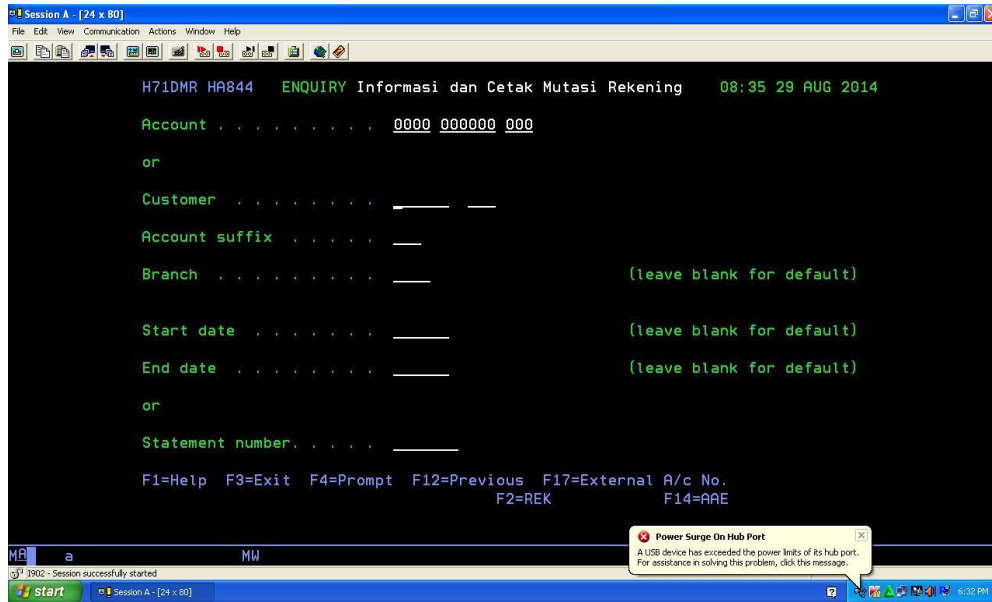 Session A - [24 x 80]
File Edit View Communication Actions Window Help
H71DMR HA844 ENQUIRY Informasi dan Cetak Mutasi Rekening 08:35 29 AUG 2014
Account . . . . . . . . . 0000 000000 000
or
Customer . . . . . . . .
Account suffix . . . . .
Branch . . . . . . . . . (leave blank for default)
Start date . . . . . . . (leave blank for default)
End date . . . . . . . . (leave blank for default)
or
Statement number. . . . .
F1=Help F3=Exit F4=Prompt F12=Previous F17=External A/c No.
F2=REK F14=AAE
Power Surge On Hub Port
A USB device has exceeded the power limits of its hub port.
For assistance in solving this problem, click this message.
MA a MW
I902 - Session successfully started
start Session A - [24 x 80] 6:32 PM